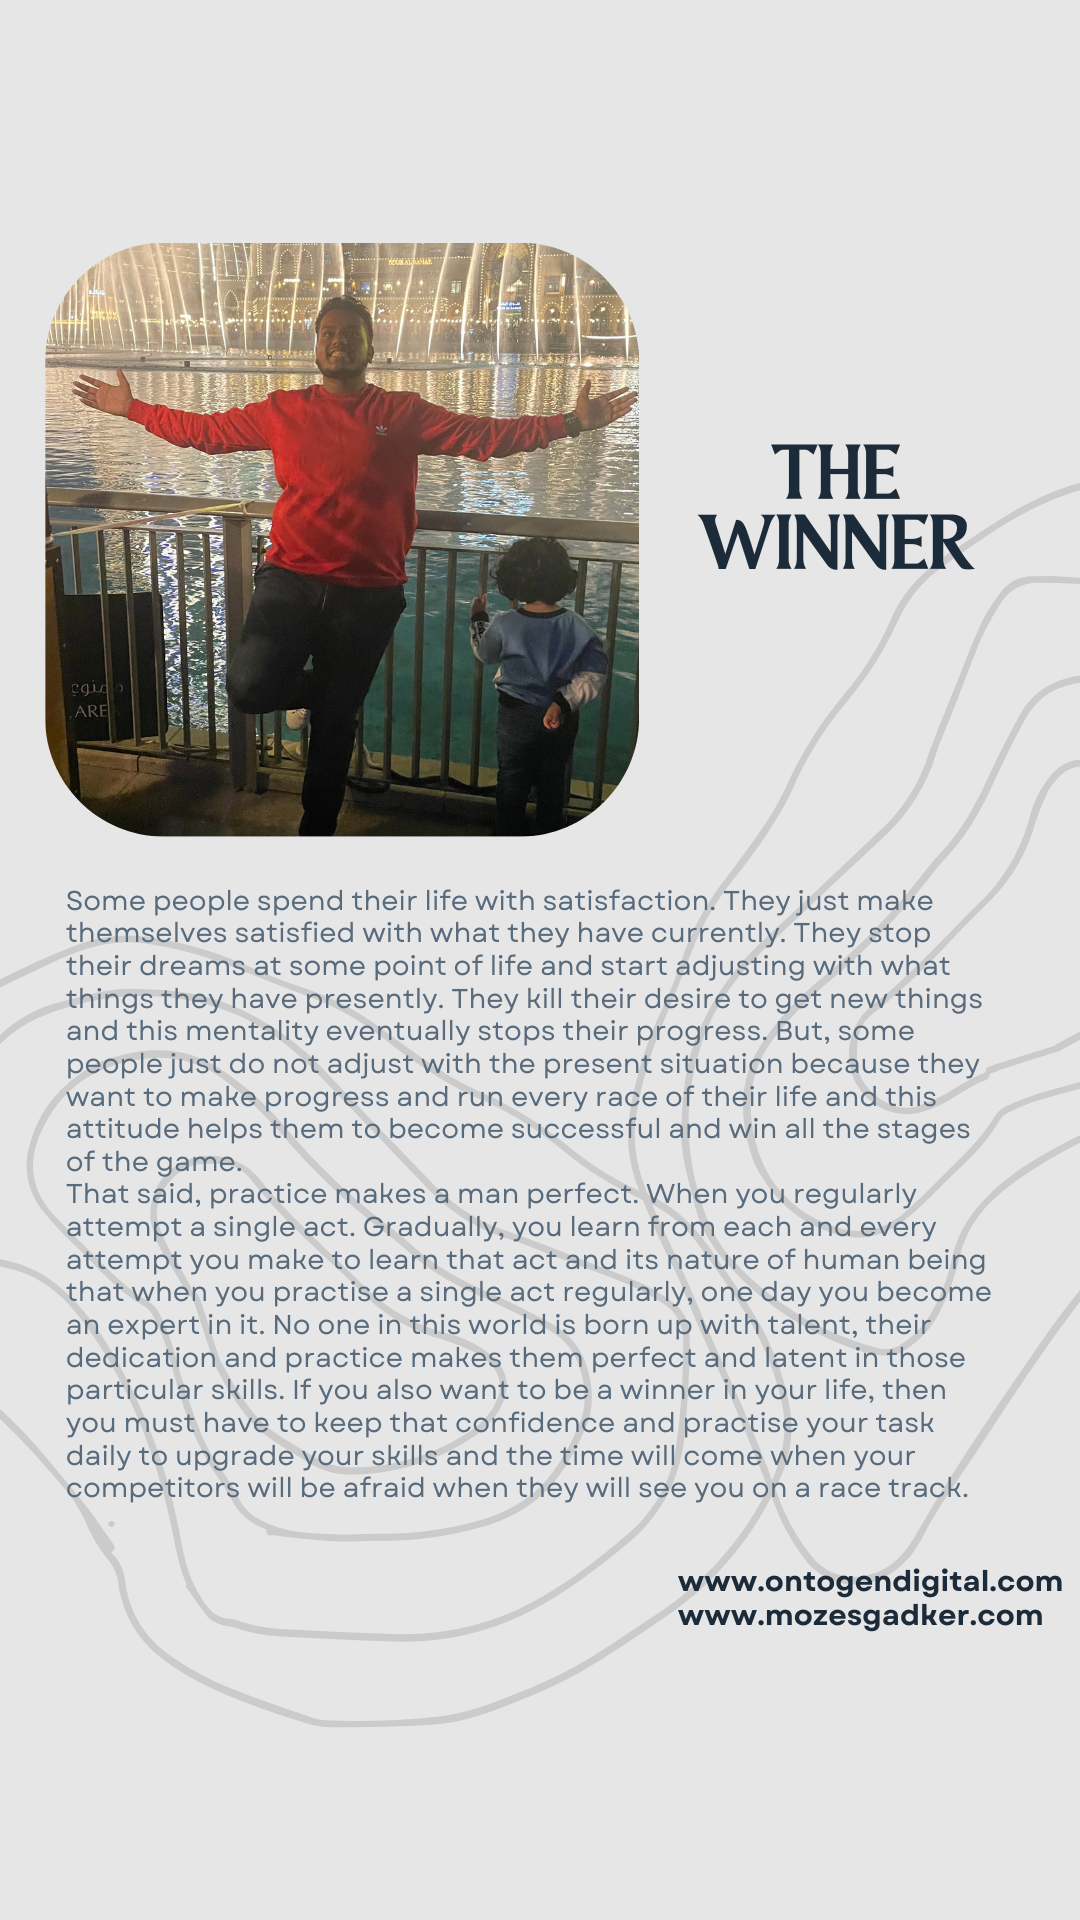 THE
WINNER
ممنوع
AREA
Some people spend their life with satisfaction. They just make
themselves satisfied with what they have currently. They stop
their dreams at some point of life and start adjusting with what
things they have presently. They kill their desire to get new things
and this mentality eventually stops their progress. But, some
people just do not adjust with the present situation because they
want to make progress and run every race of their life and this
attitude helps them to become successful and win all the stages
of the game.
That said, practice makes a man perfect. When you regularly
attempt a single act. Gradually, you learn from each and every
attempt you make to learn that act and its nature of human being
that when you practise a single act regularly, one day you become
an expert in it. No one in this world is born up with talent, their
dedication and practice makes them perfect and latent in those
particular skills. If you also want to be a winner in your life, then
you must have to keep that confidence and practise your task
daily to upgrade your skills and the time will come when your
competitors will be afraid when they will see you on a race track.
www.ontogendigital.com
www.mozesgadker.com